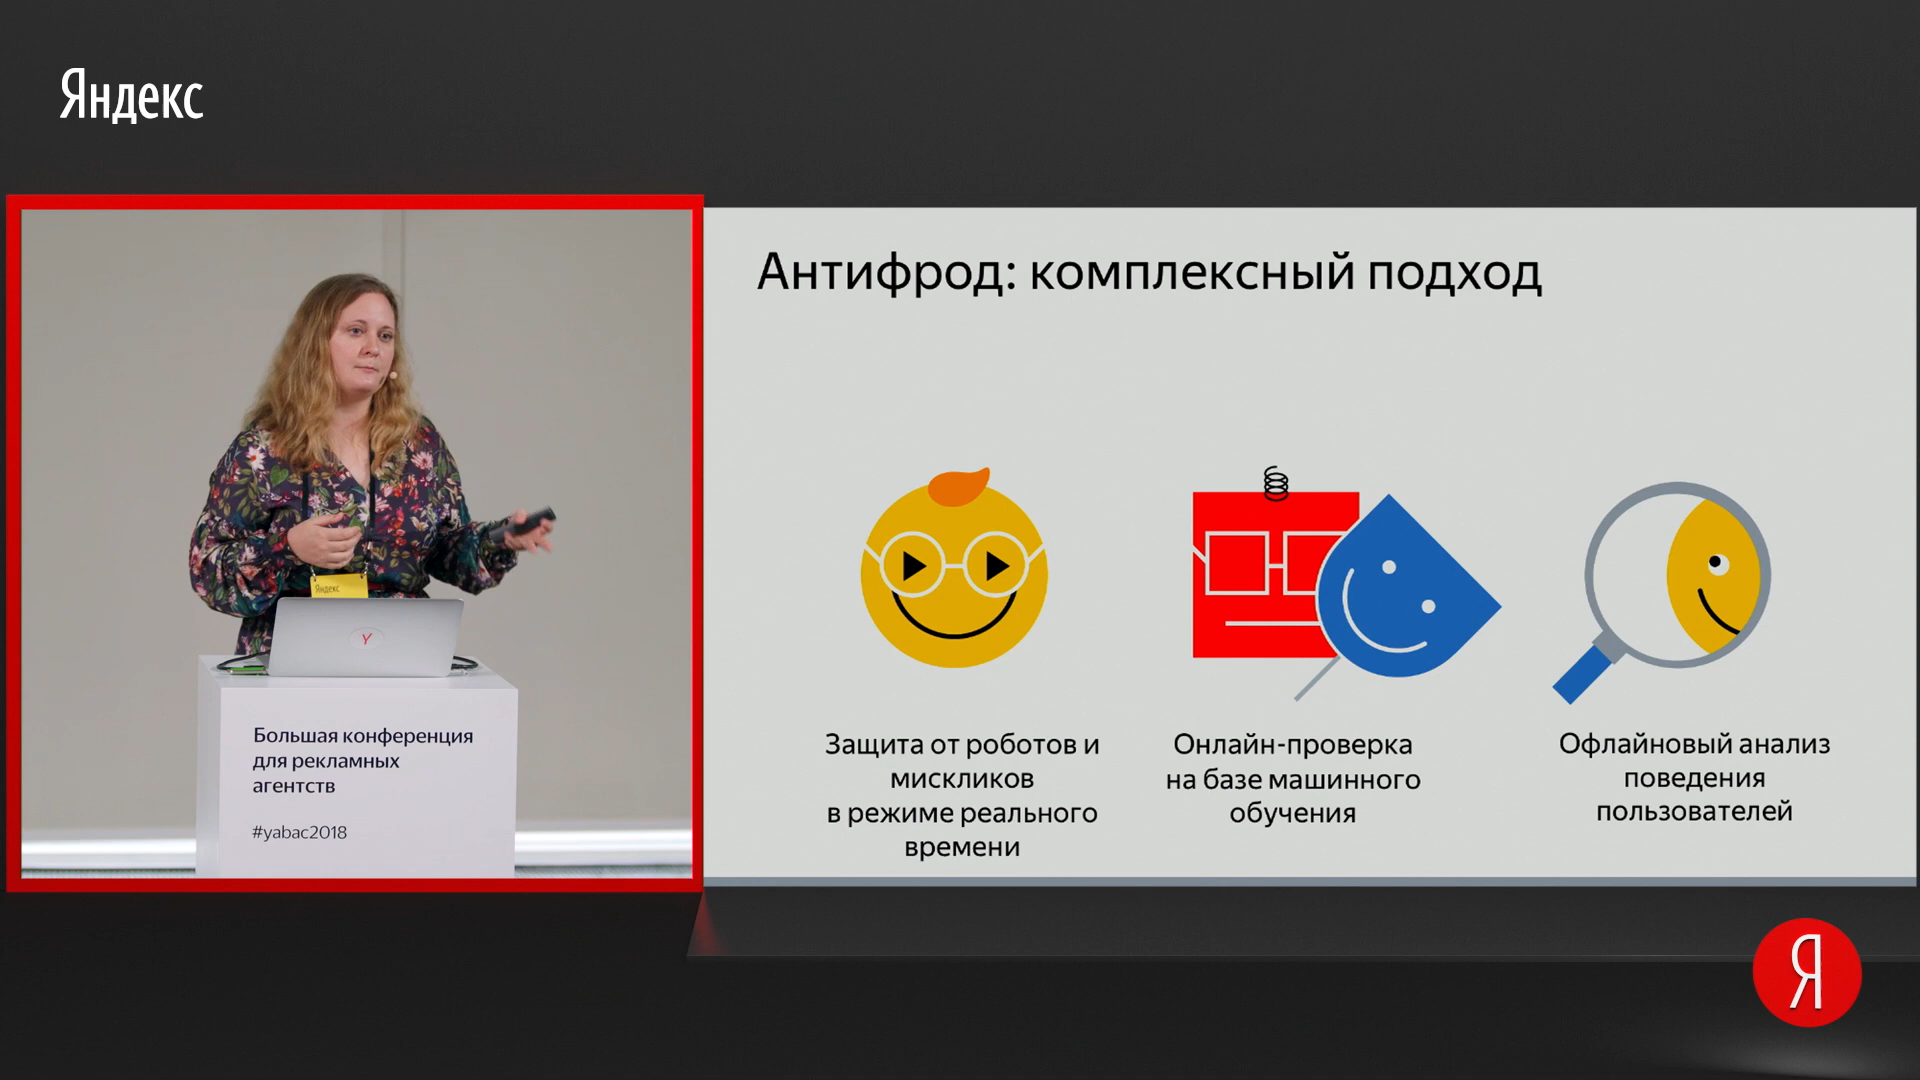 Яндекс
Антифрод: комплексный подход
Защита от роботов и
мискликов
в режиме реального
времени
Онлайн-проверка
на базе машинного
обучения
Офлайновый анализ
поведения
пользователей
Яндекс
Y
Большая конференция
для рекламных
агентств
#yabac2018
Я